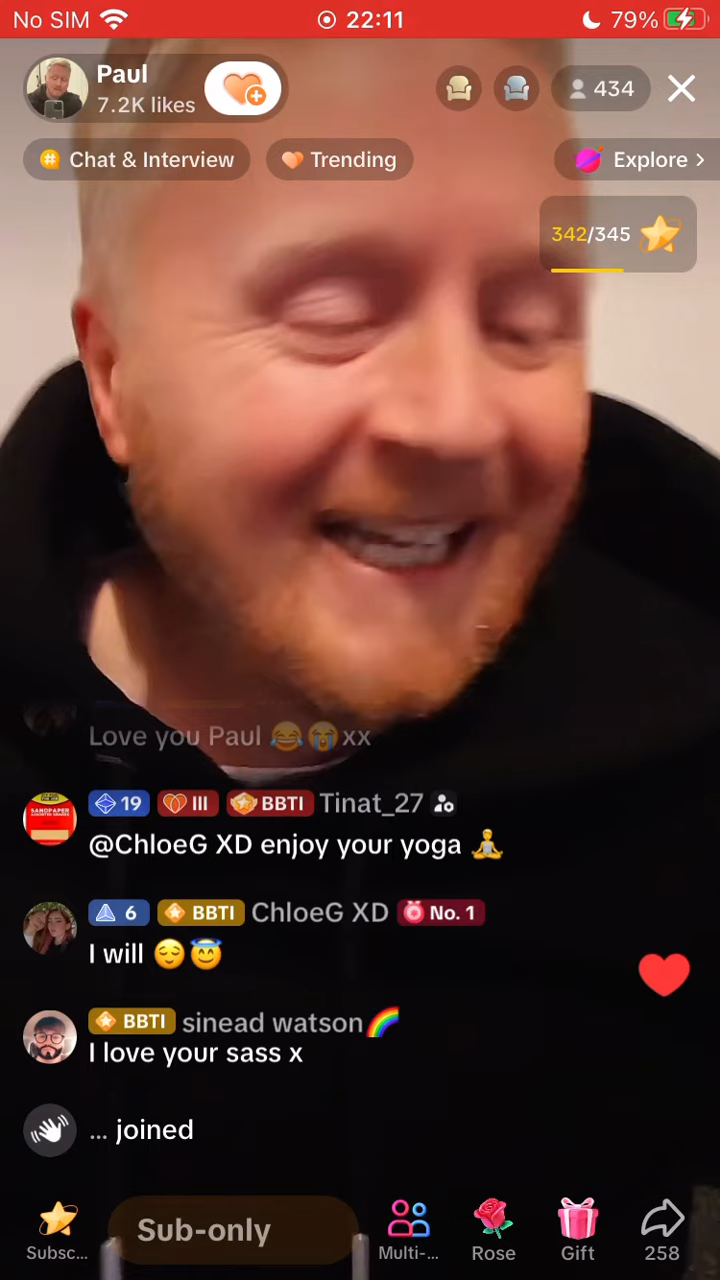 No SIM 22:11 79%
Paul
7.2K likes
434
Chat & Interview Trending Explore >
342/345
Love you Paul 😂😭xx
SANDPAPER
19 III BBTI Tinat_27
@ChloeG XD enjoy your yoga 🧘
6 BBTI ChloeG XD No. 1
I will 😌😇
BBTI sinead watson🌈
I love your sass x
... joined
Sub-only
Subsc... Multi-... Rose Gift 258